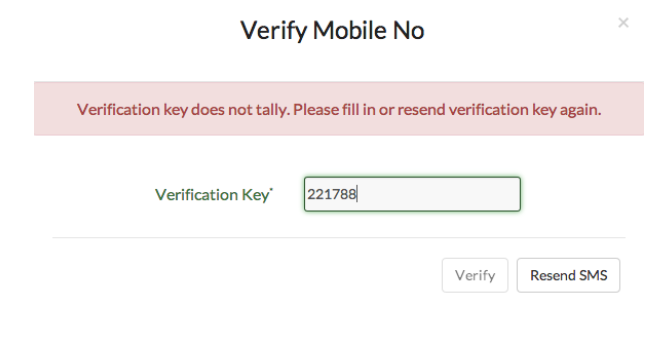 Verify Mobile No
×
Verification key does not tally. Please fill in or resend verification key again.
Verification Key*
221788
Verify
Resend SMS